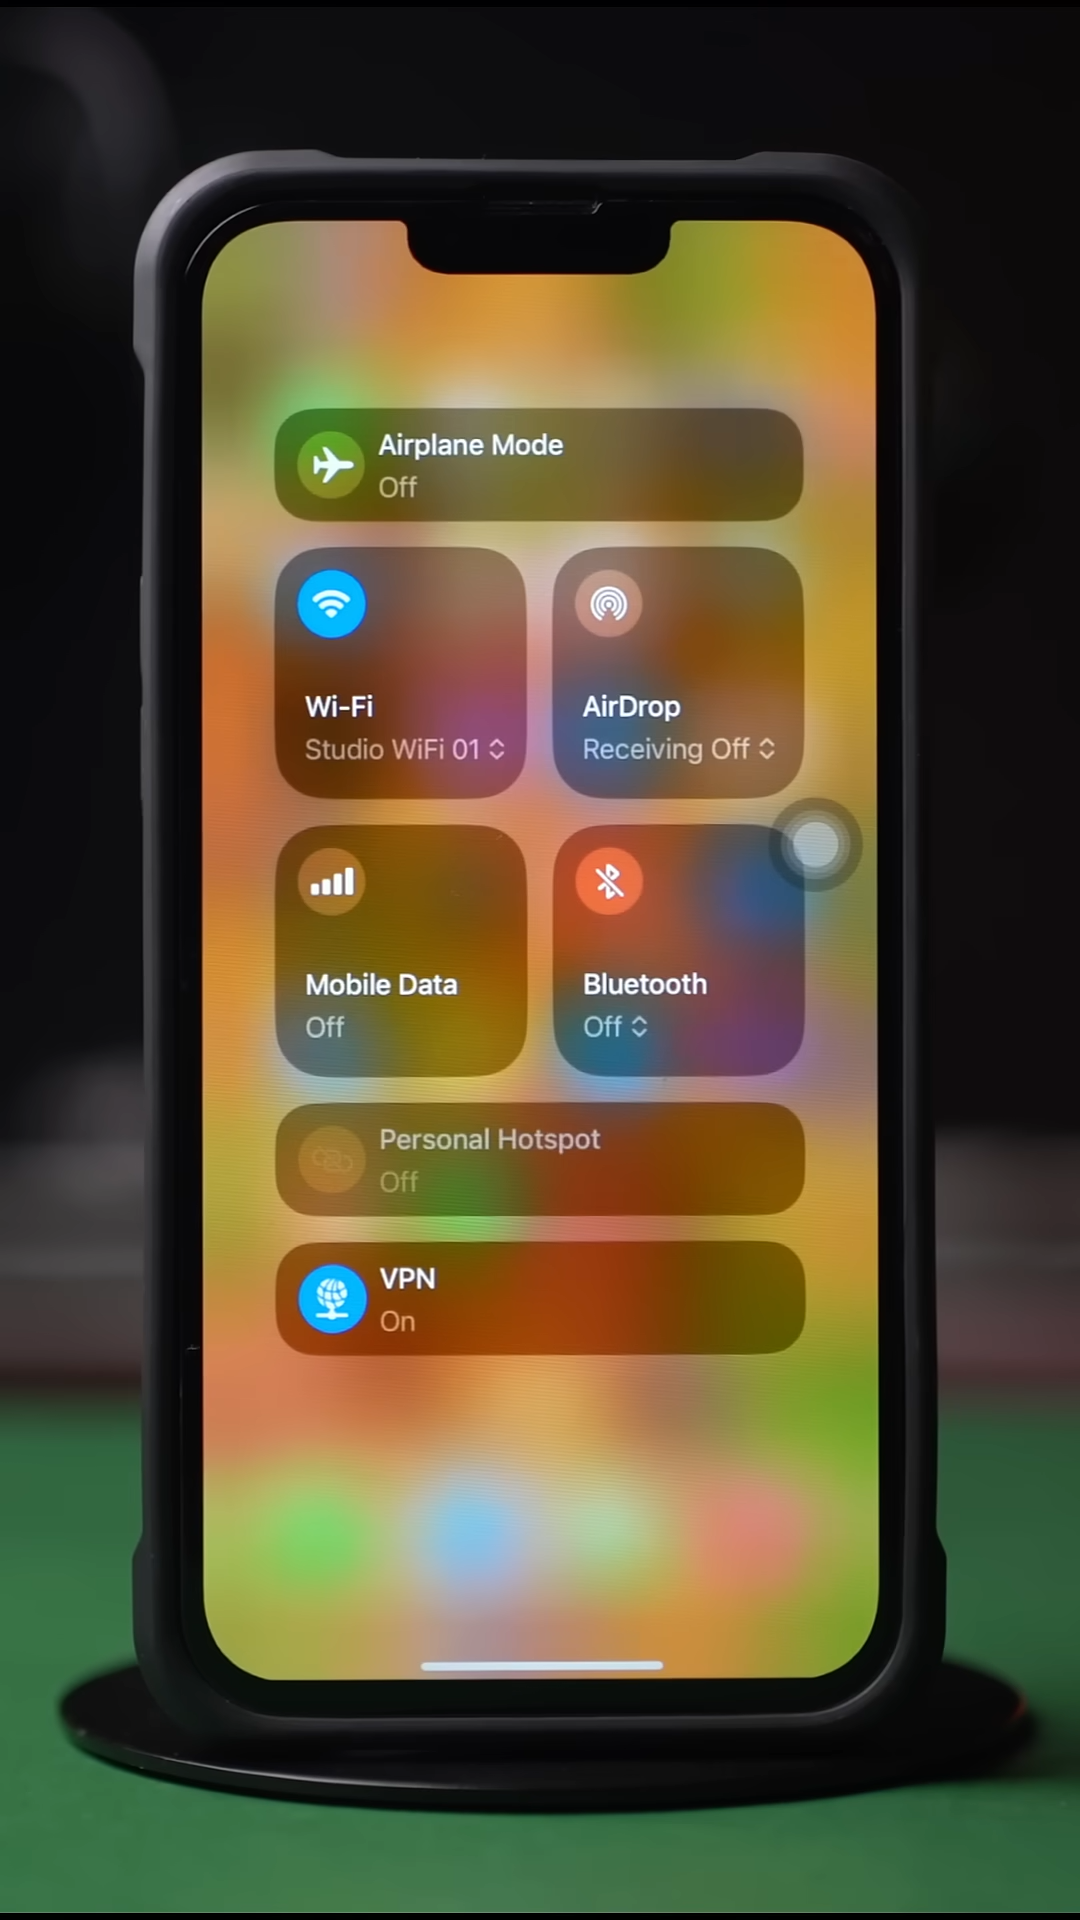 Airplane Mode
Off
Wi-Fi
Studio WiFi 01
AirDrop
Receiving Off
Mobile Data
Off
Bluetooth
Off
Personal Hotspot
Off
VPN
On